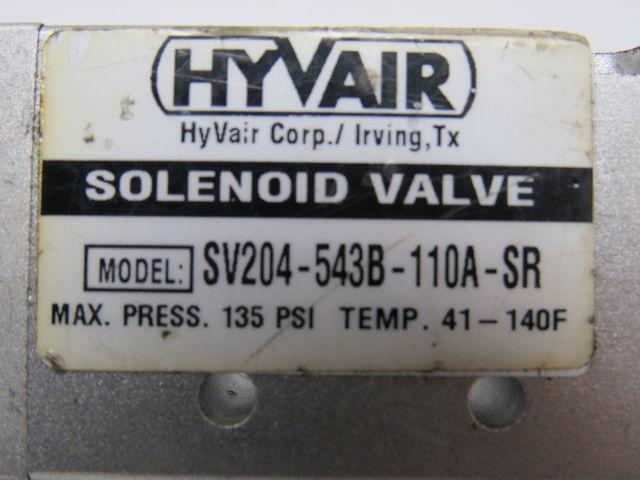 HYVAIR
HyVair Corp./ Irving,Tx
SOLENOID VALVE
MODEL: SV204-543B-110A-SR
MAX. PRESS. 135 PSI TEMP. 41-140F